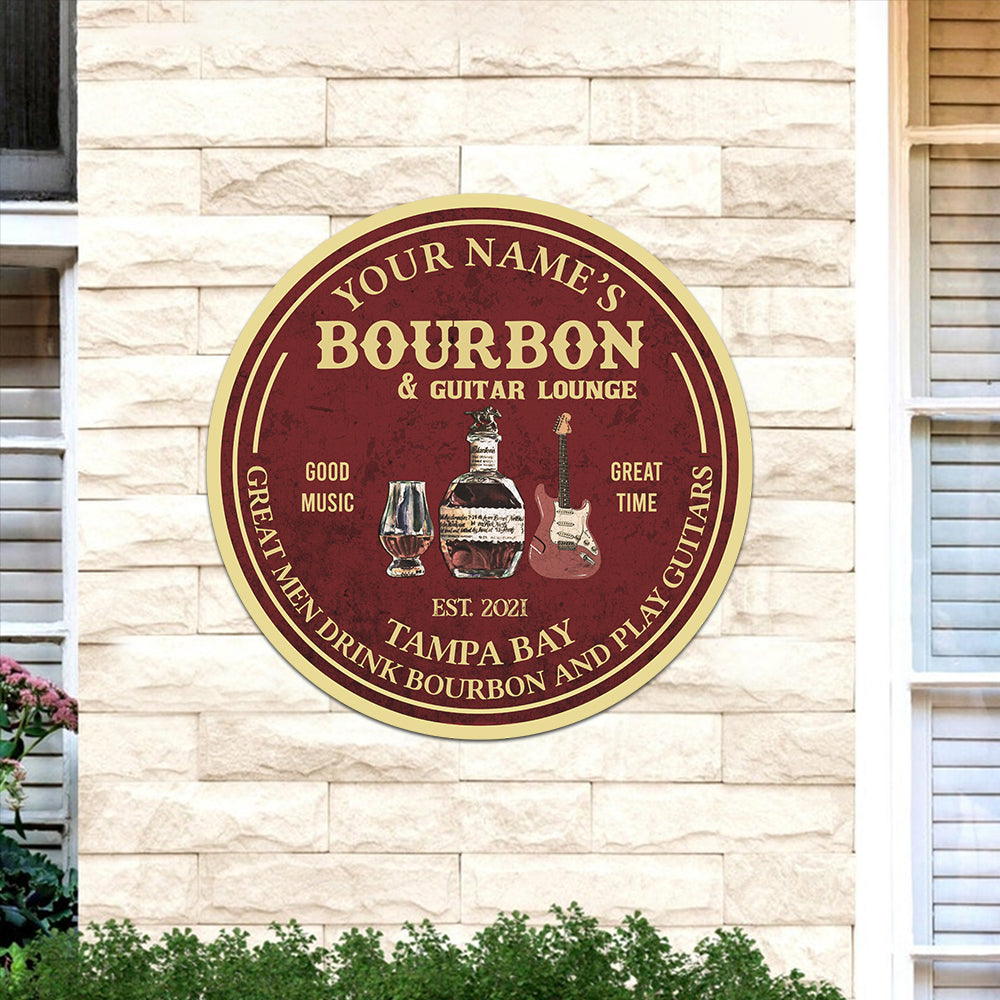 YOUR NAME'S
BOURBON
& GUITAR LOUNGE
GOOD
MUSIC
GREAT
TIME
EST. 2021
TAMPA BAY
GREAT MEN DRINK BOURBON AND PLAY GUITARS